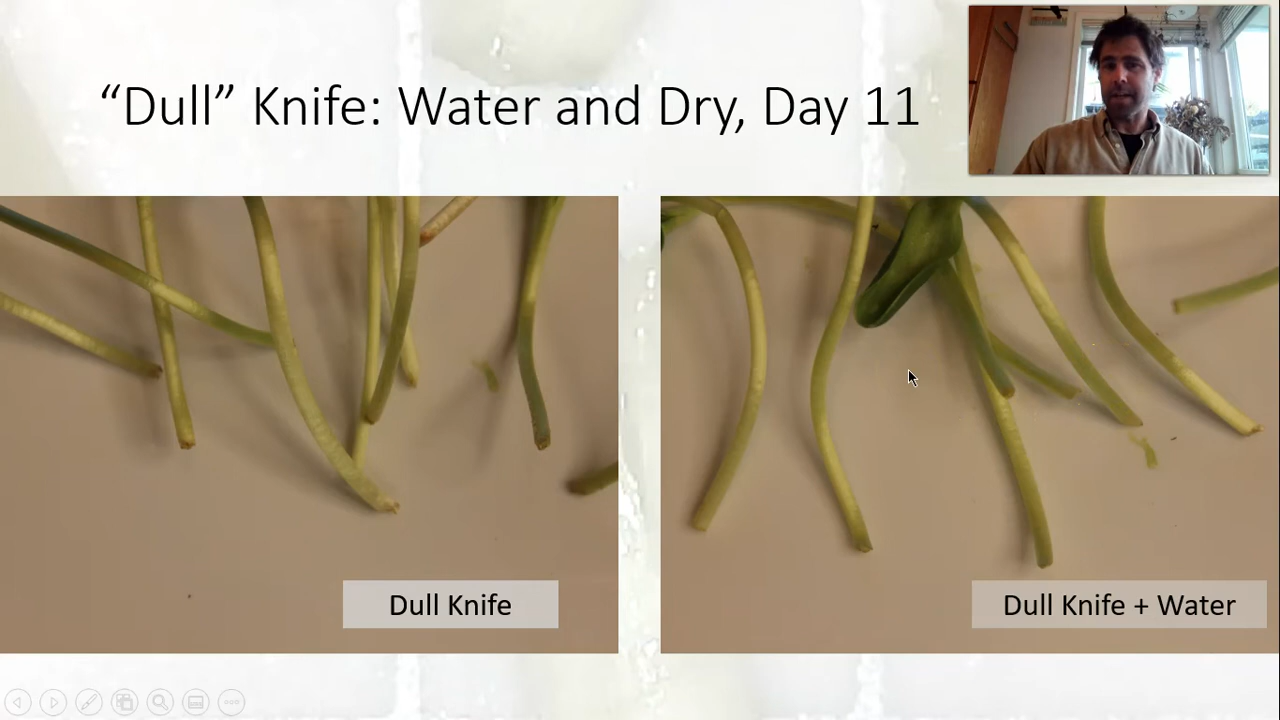 “Dull” Knife: Water and Dry, Day 11
Dull Knife
Dull Knife + Water